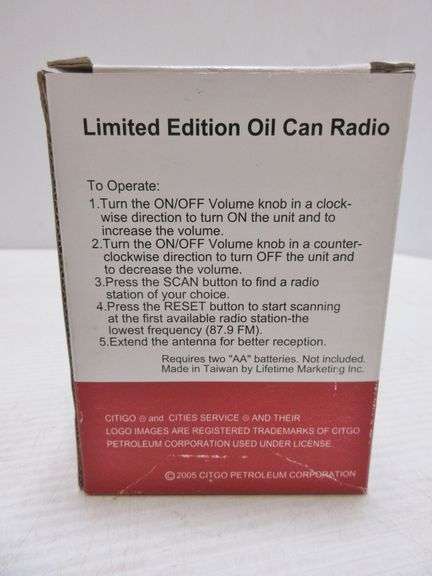 Limited Edition Oil Can Radio
To Operate:
1.Turn the ON/OFF Volume knob in a clock-
wise direction to turn ON the unit and to
increase the volume.
2.Turn the ON/OFF Volume knob in a counter-
clockwise direction to turn OFF the unit and
to decrease the volume.
3.Press the SCAN button to find a radio
station of your choice.
4.Press the RESET button to start scanning
at the first available radio station-the
lowest frequency (87.9 FM).
5.Extend the antenna for better reception.
Requires two "AA" batteries. Not included.
Made in Taiwan by Lifetime Marketing Inc.
CITIGO ® and CITIES SERVICE ® AND THEIR
LOGO IMAGES ARE REGISTERED TRADEMARKS OF CITGO
PETROLEUM CORPORATION USED UNDER LICENSE.
©2005 CITGO PETROLEUM CORPORATION